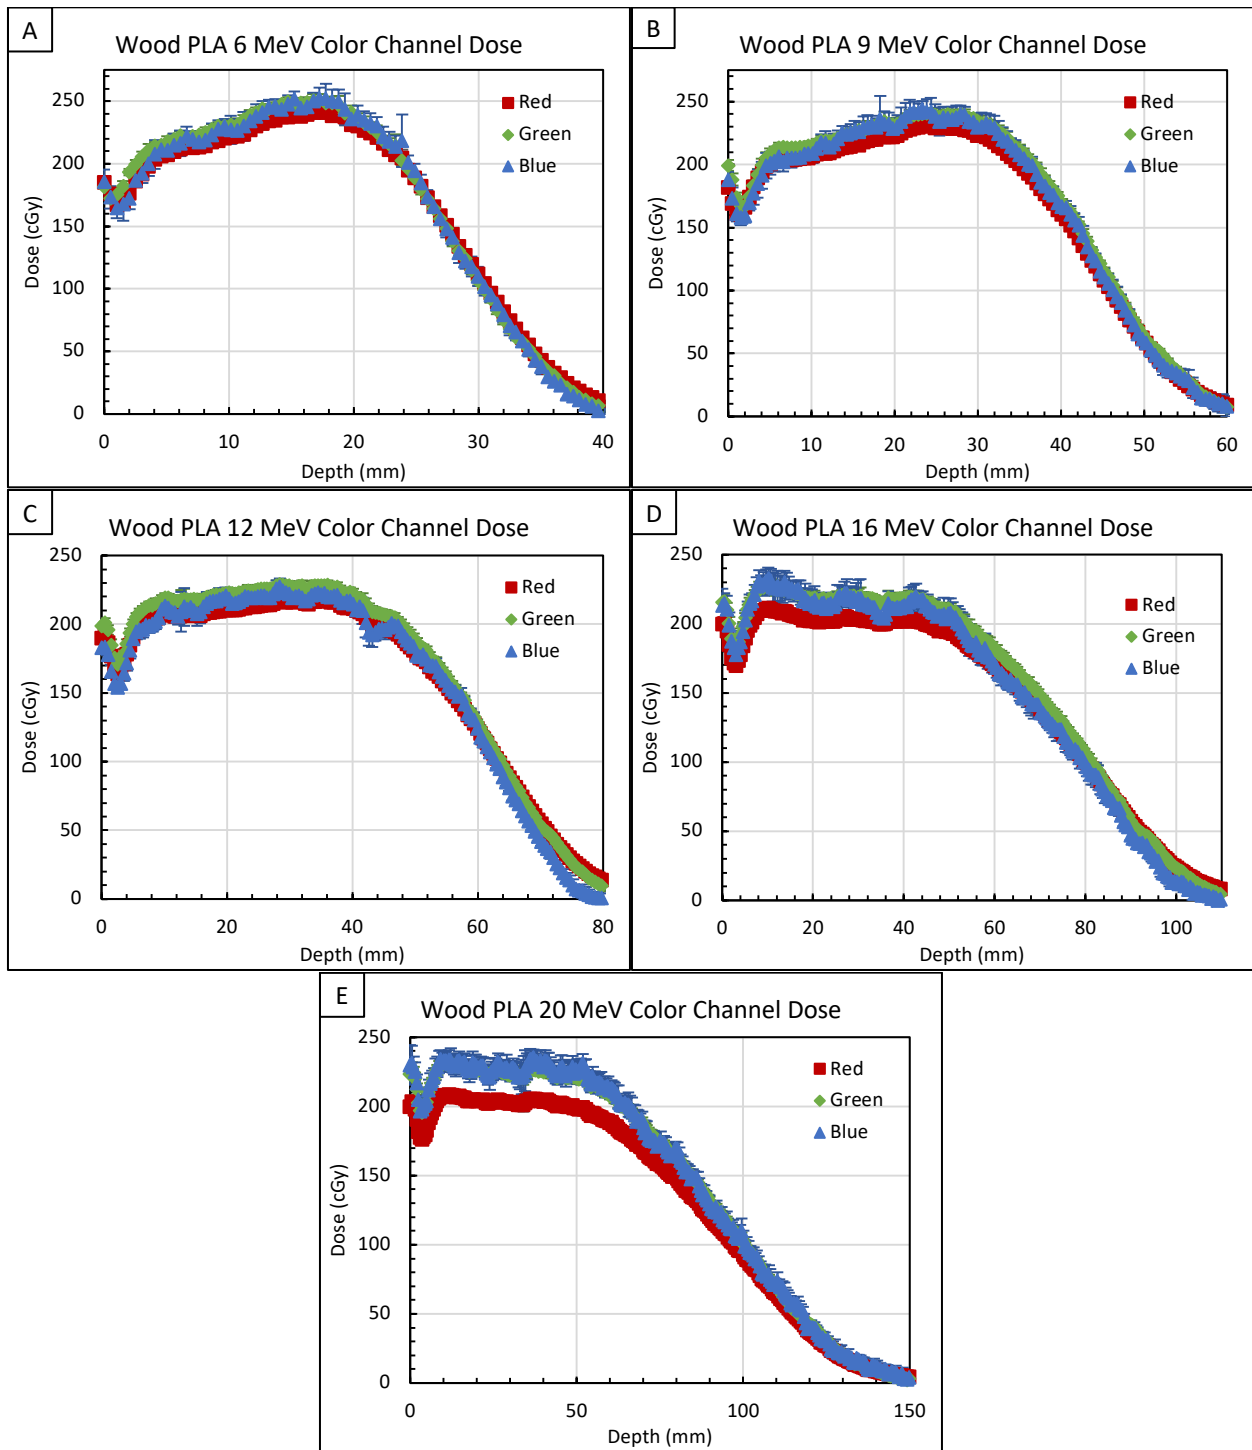 A
Wood PLA 6 MeV Color Channel Dose
Dose (cGy)
250
200
150
100
50
0
0 10 20 30 40
Depth (mm)
Red
Green
Blue
B
Wood PLA 9 MeV Color Channel Dose
Dose (cGy)
250
200
150
100
50
0
0 10 20 30 40 50 60
Depth (mm)
Red
Green
Blue
C
Wood PLA 12 MeV Color Channel Dose
Dose (cGy)
250
200
150
100
50
0
0 20 40 60 80
Depth (mm)
Red
Green
Blue
D
Wood PLA 16 MeV Color Channel Dose
Dose (cGy)
250
200
150
100
50
0
0 20 40 60 80 100
Depth (mm)
Red
Green
Blue
E
Wood PLA 20 MeV Color Channel Dose
Dose (cGy)
250
200
150
100
50
0
0 50 100 150
Depth (mm)
Red
Green
Blue